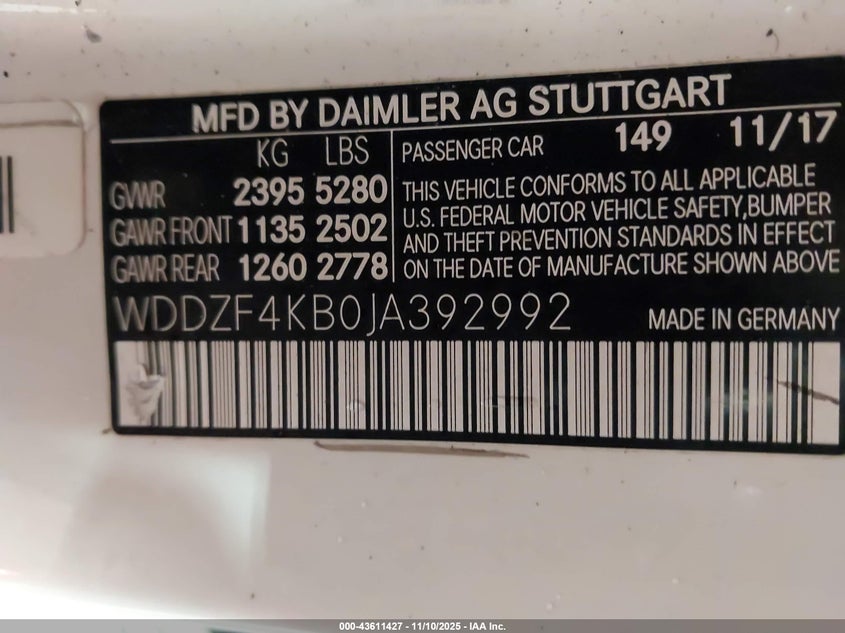 MFD BY DAIMLER AG STUTTGART
KG LBS
GVWR 2395 5280
GAWR FRONT 1135 2502
GAWR REAR 1260 2778
PASSENGER CAR 149 11/17
THIS VEHICLE CONFORMS TO ALL APPLICABLE
U.S. FEDERAL MOTOR VEHICLE SAFETY,BUMPER
AND THEFT PREVENTION STANDARDS IN EFFECT
ON THE DATE OF MANUFACTURE SHOWN ABOVE
WDDZF4KB0JA392992 MADE IN GERMANY
000-43611427 - 11/10/2025 - IAA Inc.